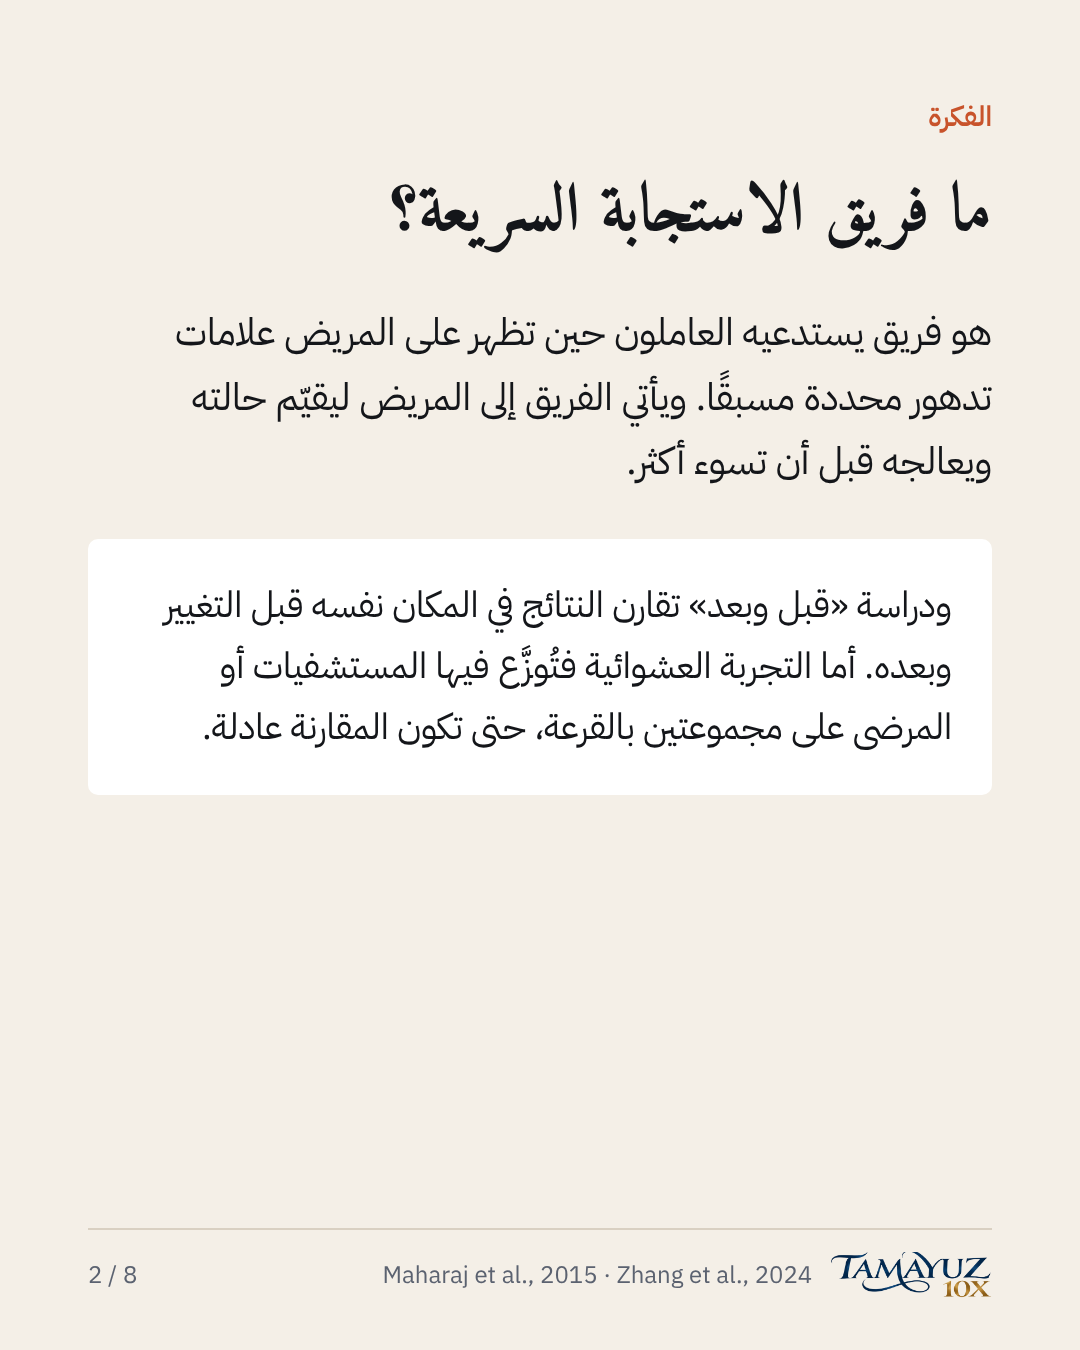 الفكرة
ما فريق الاستجابة السريعة؟
هو فريق يستدعيه العاملون حين تظهر على المريض علامات
تدهور محددة مسبقًا. ويأتي الفريق إلى المريض ليقيّم حالته
ويعالجه قبل أن تسوء أكثر.
ودراسة «قبل وبعد» تقارن النتائج في المكان نفسه قبل التغيير
وبعده. أما التجربة العشوائية فتُوزَّع فيها المستشفيات أو
المرضى على مجموعتين بالقرعة، حتى تكون المقارنة عادلة.
TAMAYUZ
10X
Maharaj et al., 2015 · Zhang et al., 2024
2 / 8